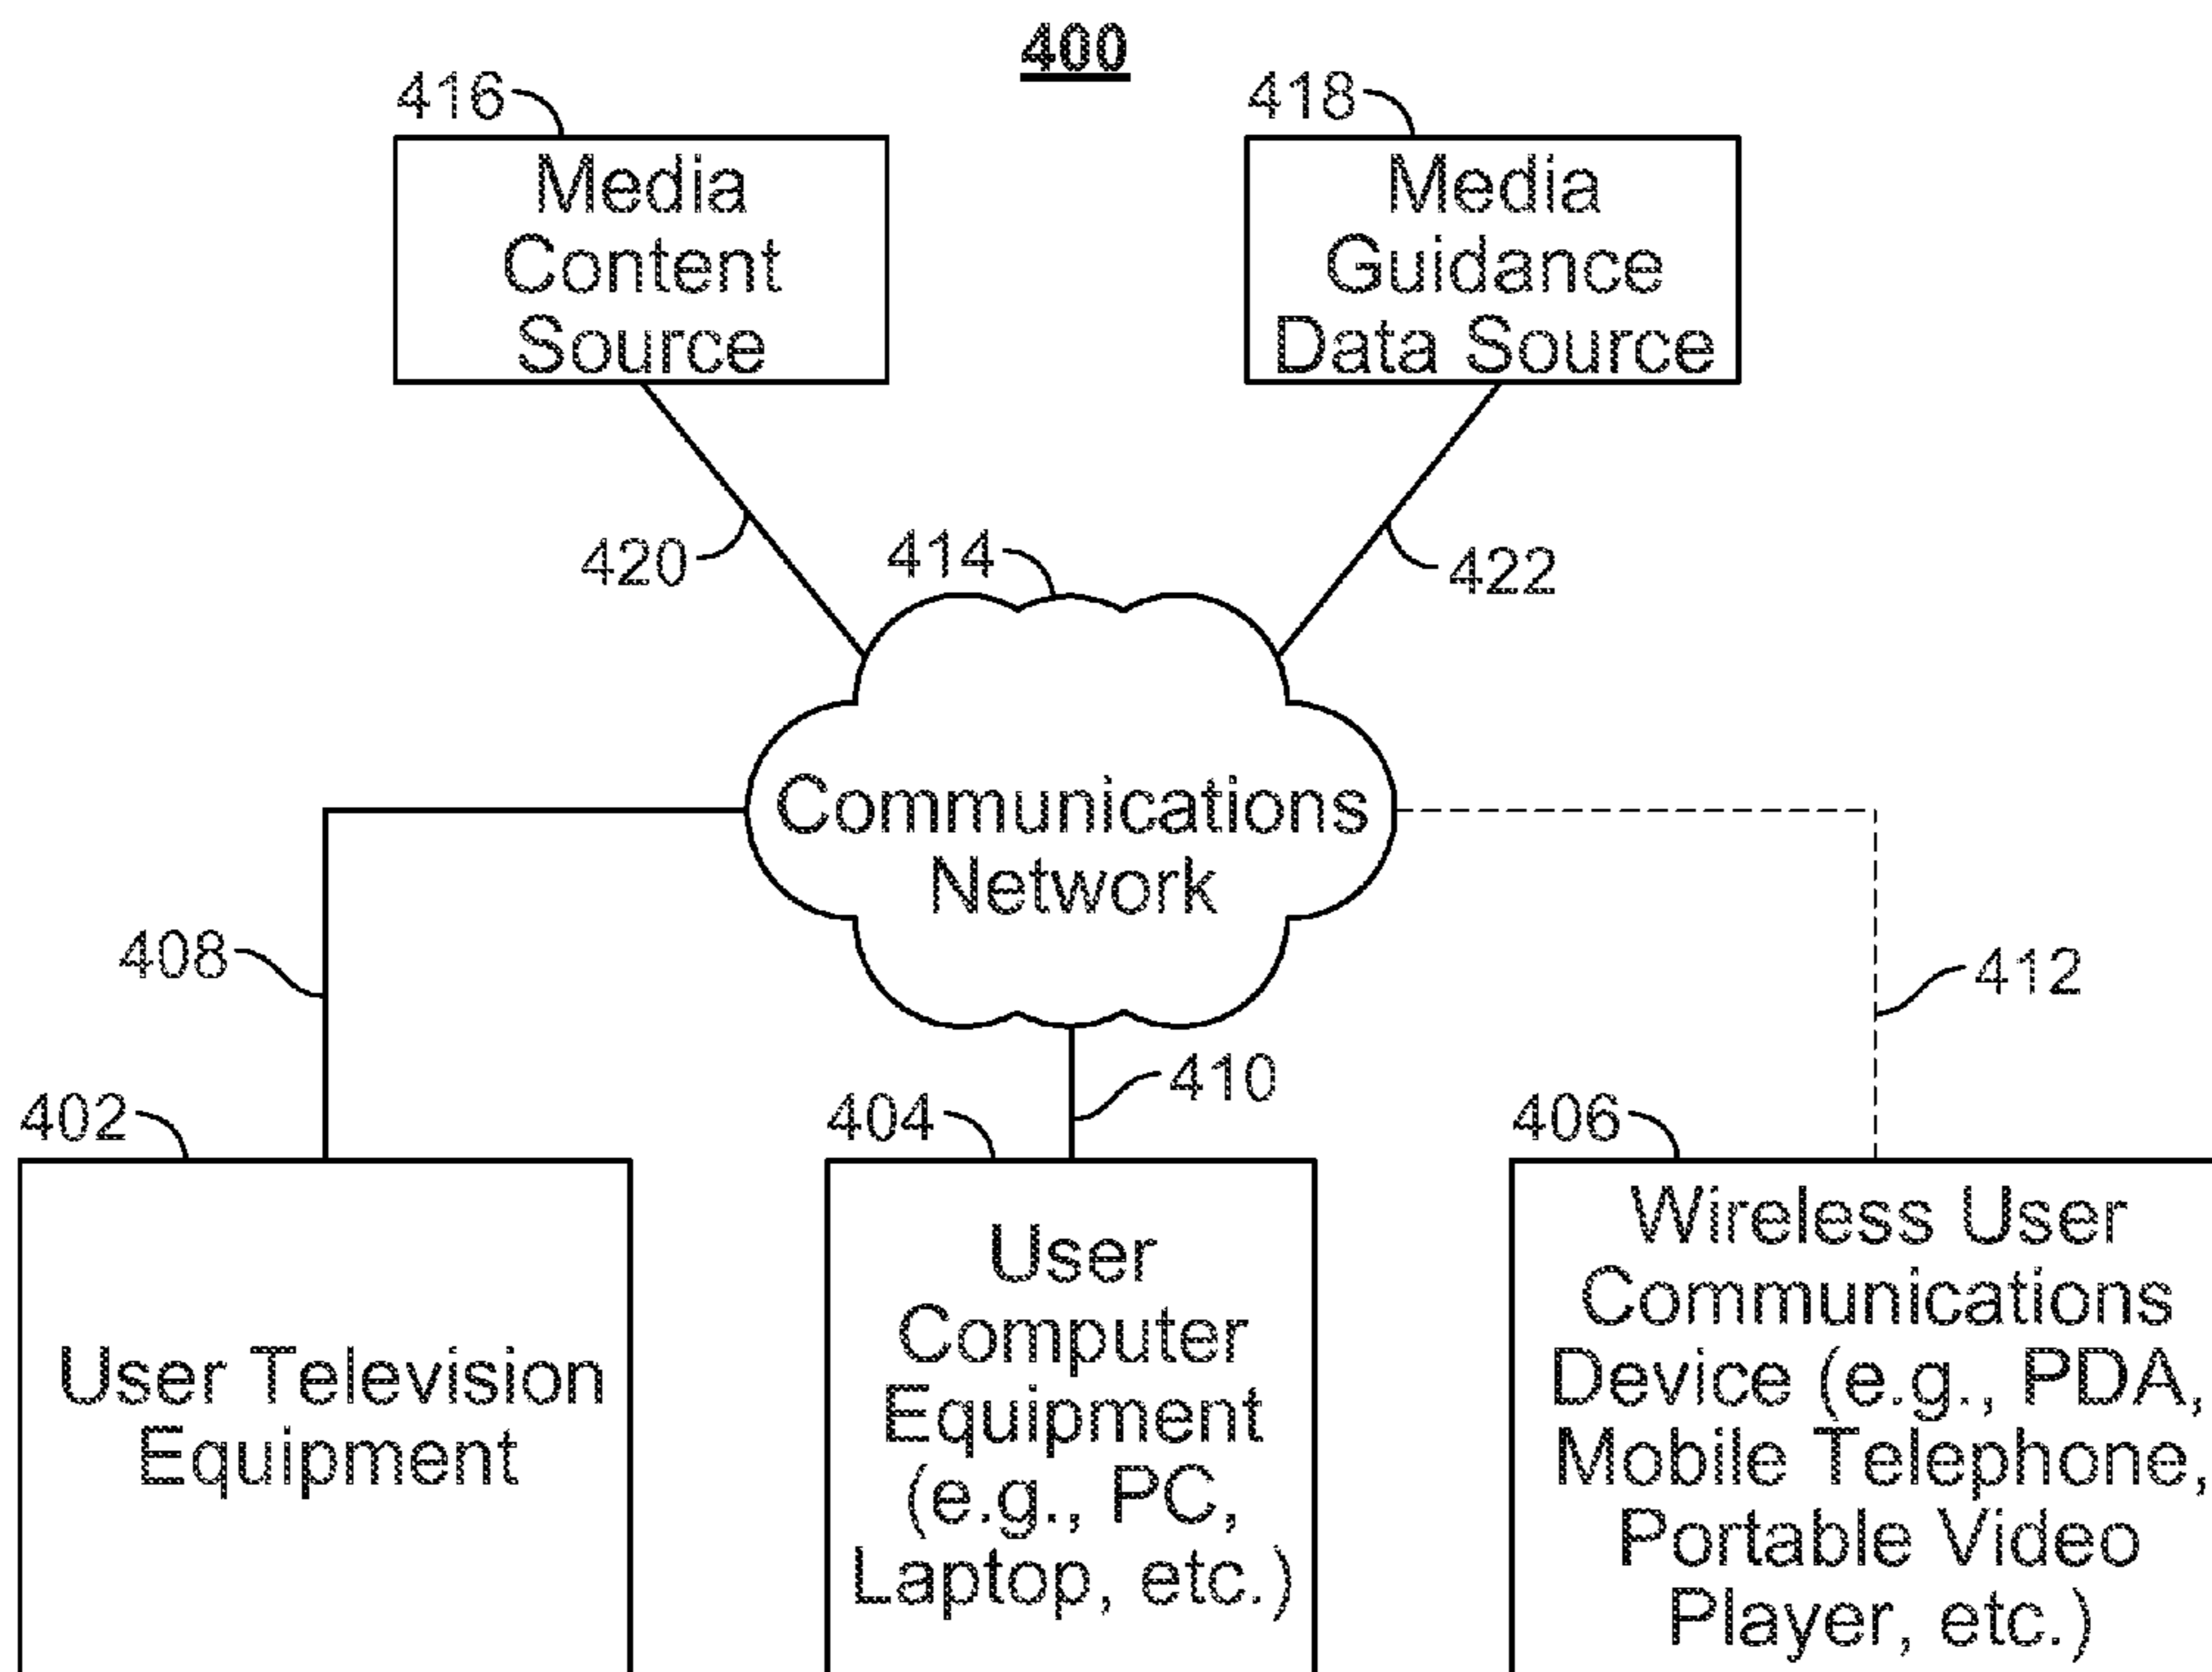 400
416
418
Media
Content
Source
Media
Guidance
Data Source
420
414
422
Communications
Network
408
412
410
402
404
406
User Television
Equipment
User
Computer
Equipment
(e.g., PC,
Laptop, etc.)
Wireless User
Communications
Device (e.g., PDA,
Mobile Telephone,
Portable Video
Player, etc.)